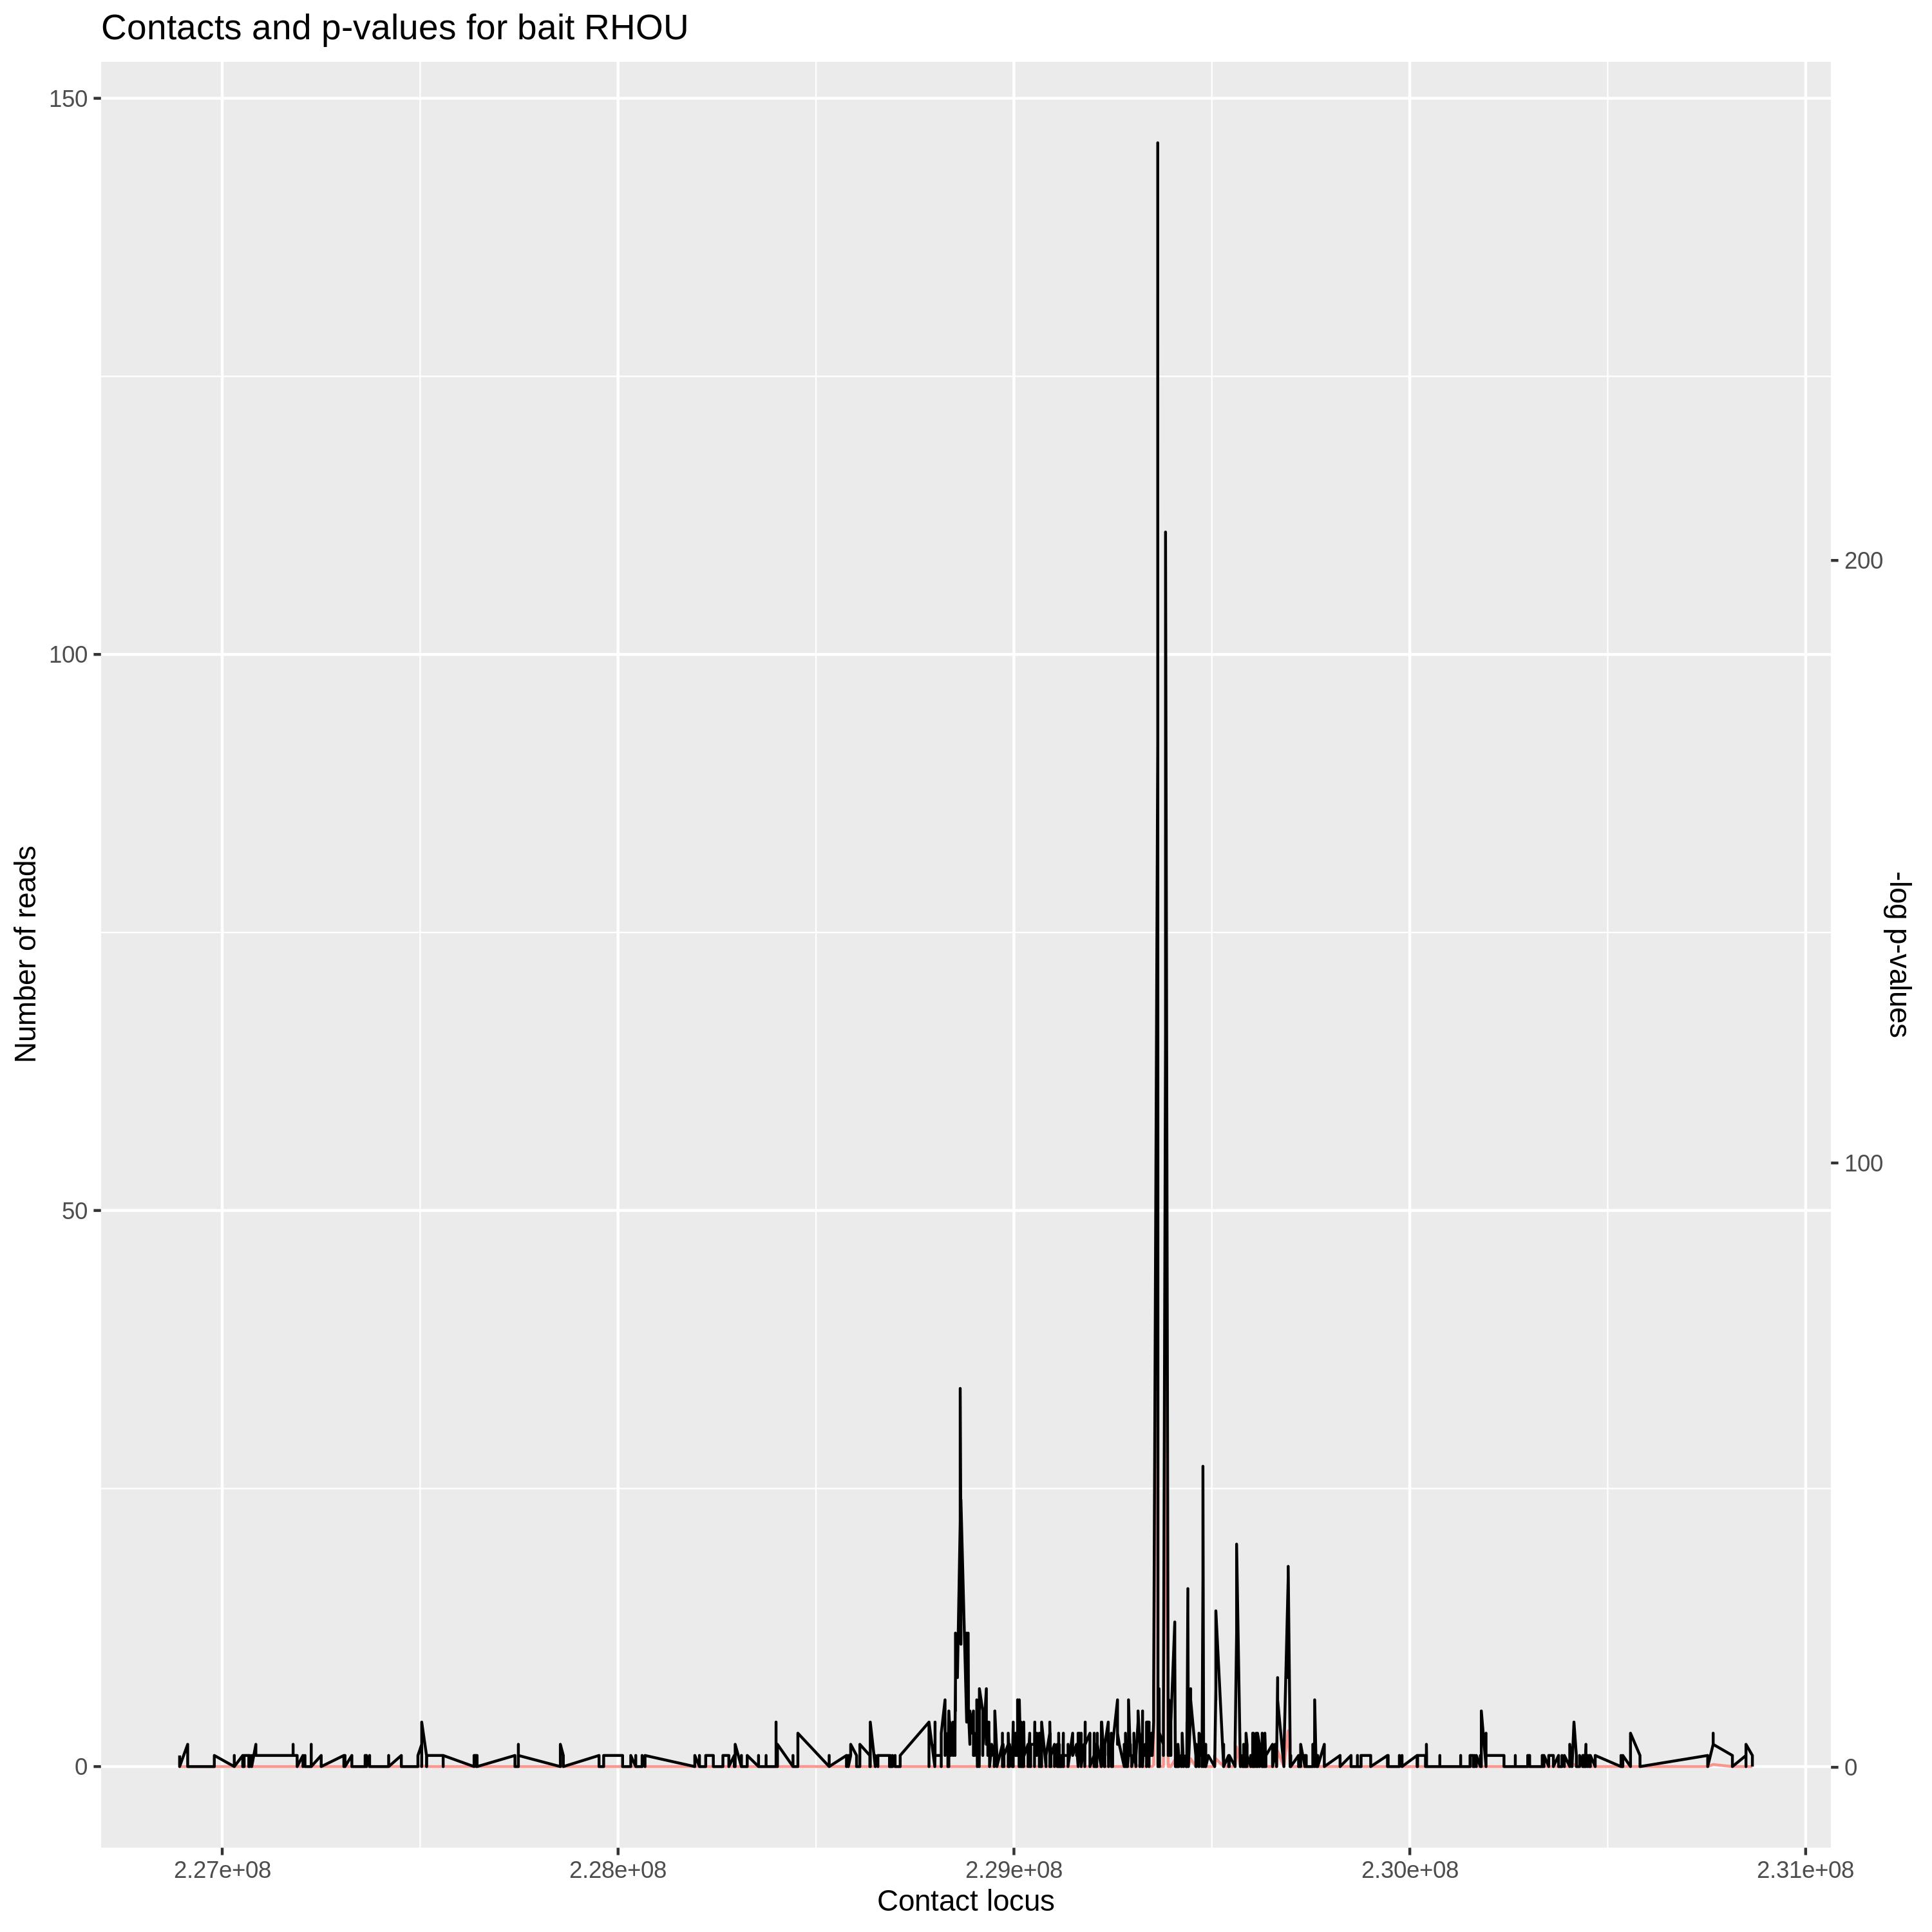 Contacts and p-values for bait RHOU
150
100
50
0
Number of reads
200
100
0
-log p-values
2.27e+08 2.28e+08 2.29e+08 2.30e+08 2.31e+08
Contact locus